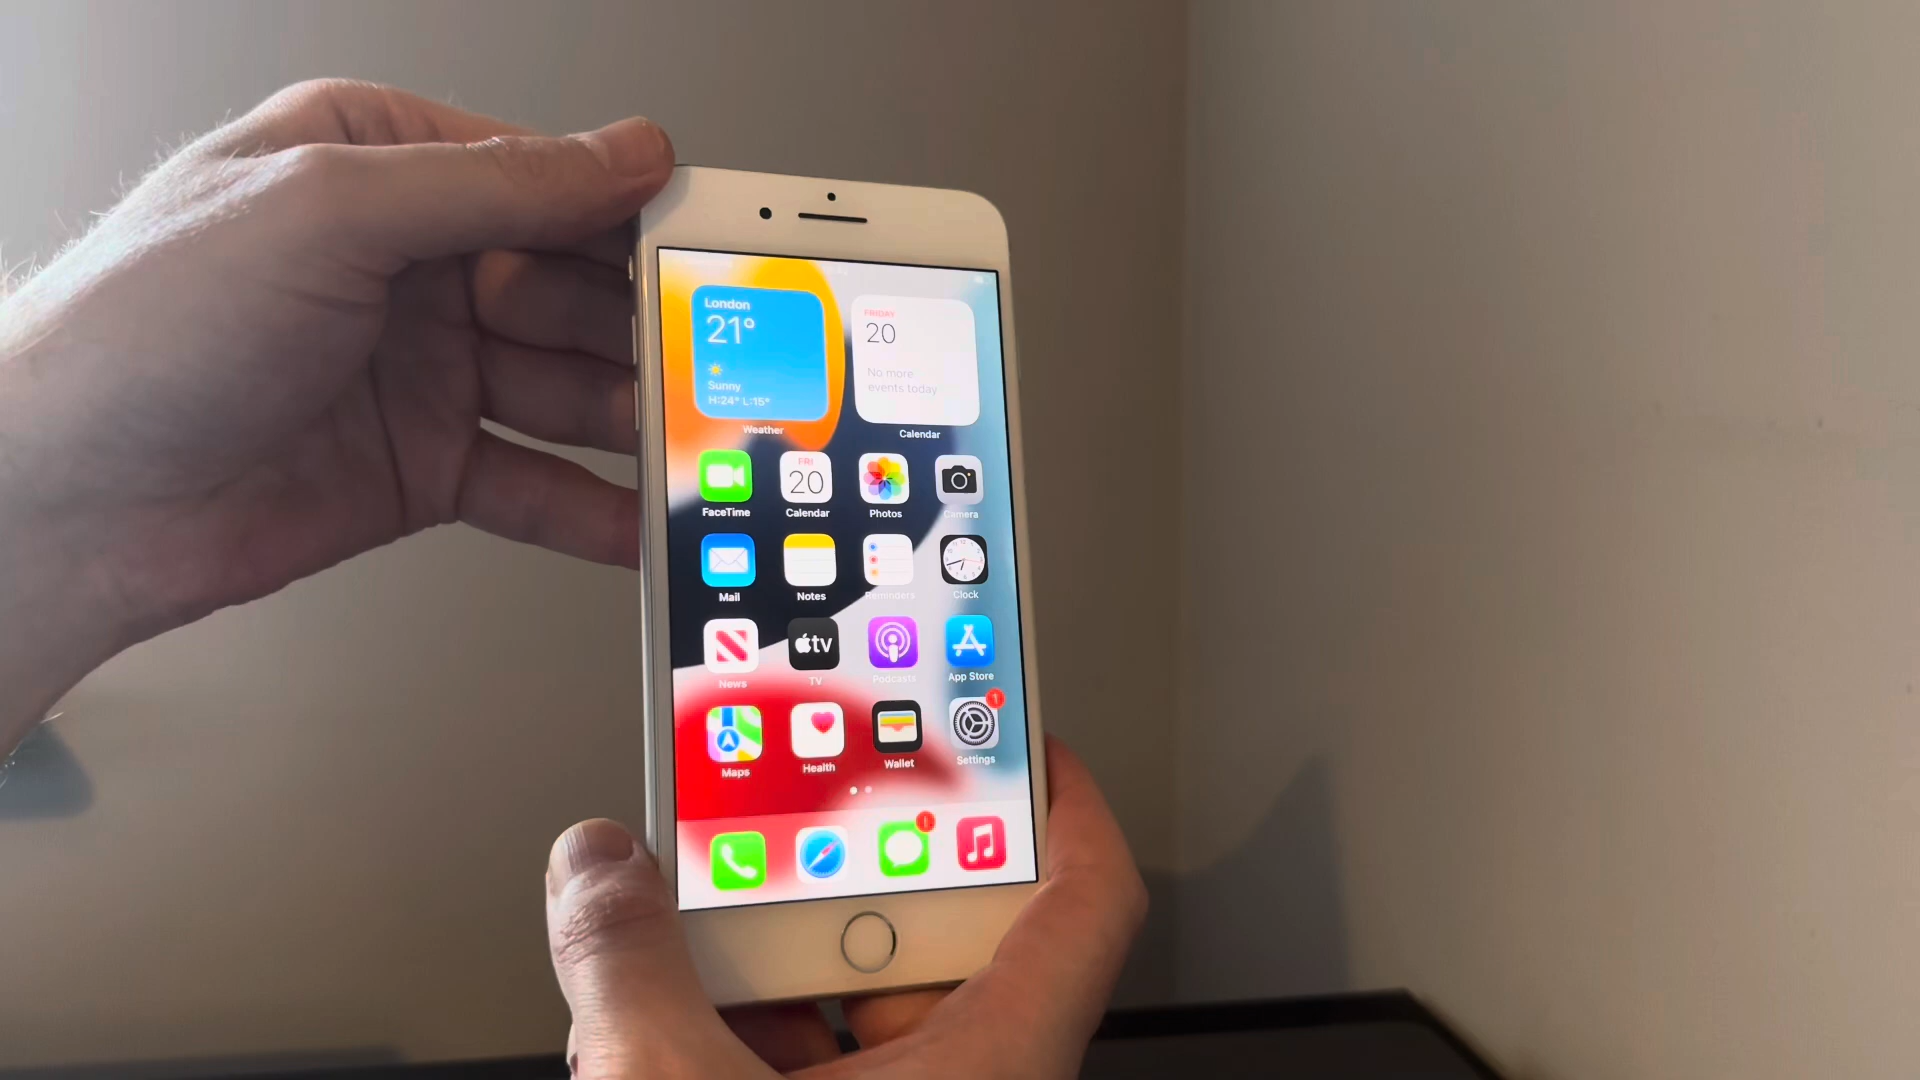 London
21°
Sunny
H:24° L:15°
Weather
FRIDAY
20
No more
events today
Calendar
FaceTime
FRI
20
Calendar
Photos
Camera
Mail
Notes
Reminders
Clock
News
tv
TV
Podcasts
App Store
Maps
Health
Wallet
1
Settings
1